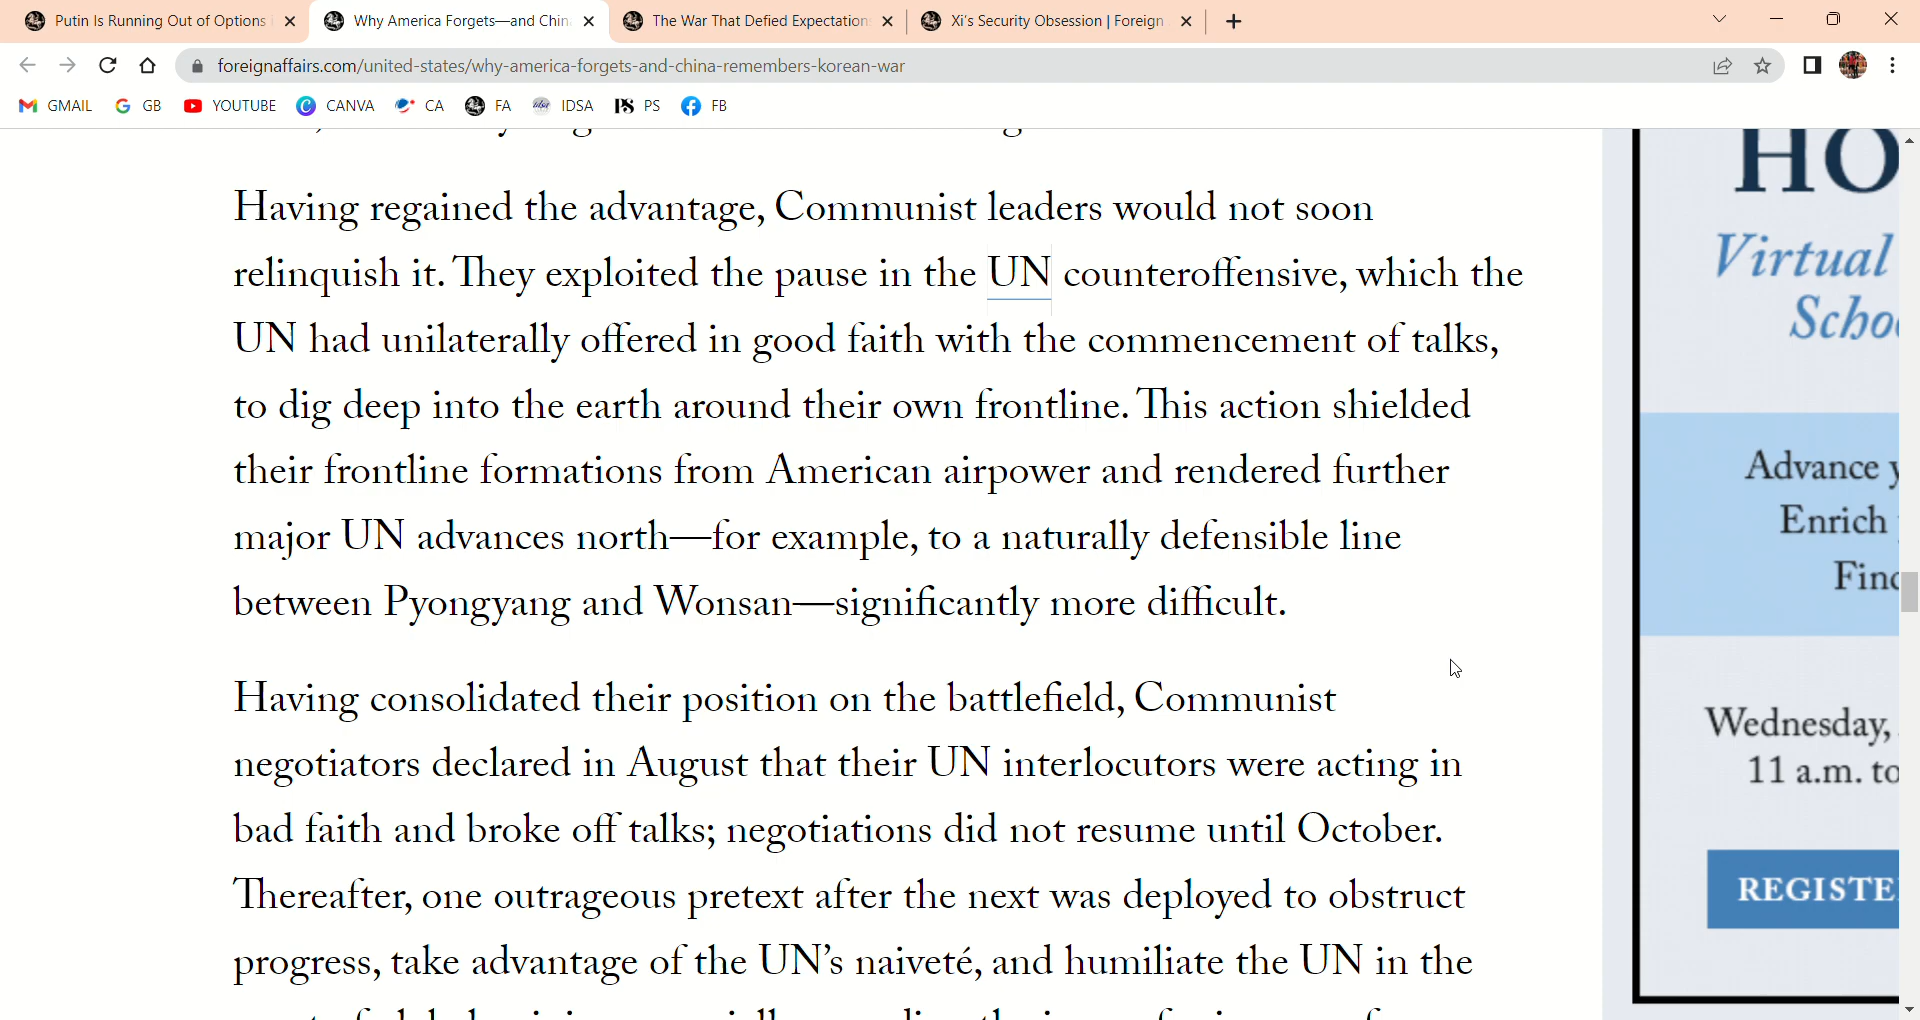 Putin Is Running Out of Options
Why America Forgets—and Chin
The War That Defied Expectation
Xi's Security Obsession | Foreign
foreignaffairs.com/united-states/why-america-forgets-and-china-remembers-korean-war
GMAIL
GB
YOUTUBE
CANVA
CA
FA
IDSA
PS
FB
Having regained the advantage, Communist leaders would not soon
relinquish it. They exploited the pause in the UN counteroffensive, which the
UN had unilaterally offered in good faith with the commencement of talks,
to dig deep into the earth around their own frontline. This action shielded
their frontline formations from American airpower and rendered further
major UN advances north—for example, to a naturally defensible line
between Pyongyang and Wonsan—significantly more difficult.
Having consolidated their position on the battlefield, Communist
negotiators declared in August that their UN interlocutors were acting in
bad faith and broke off talks; negotiations did not resume until October.
Thereafter, one outrageous pretext after the next was deployed to obstruct
progress, take advantage of the UN's naiveté, and humiliate the UN in the
HO
Virtual
Schoo
Advance y
Enrich
Find
Wednesday,
11 a.m. to
REGISTE